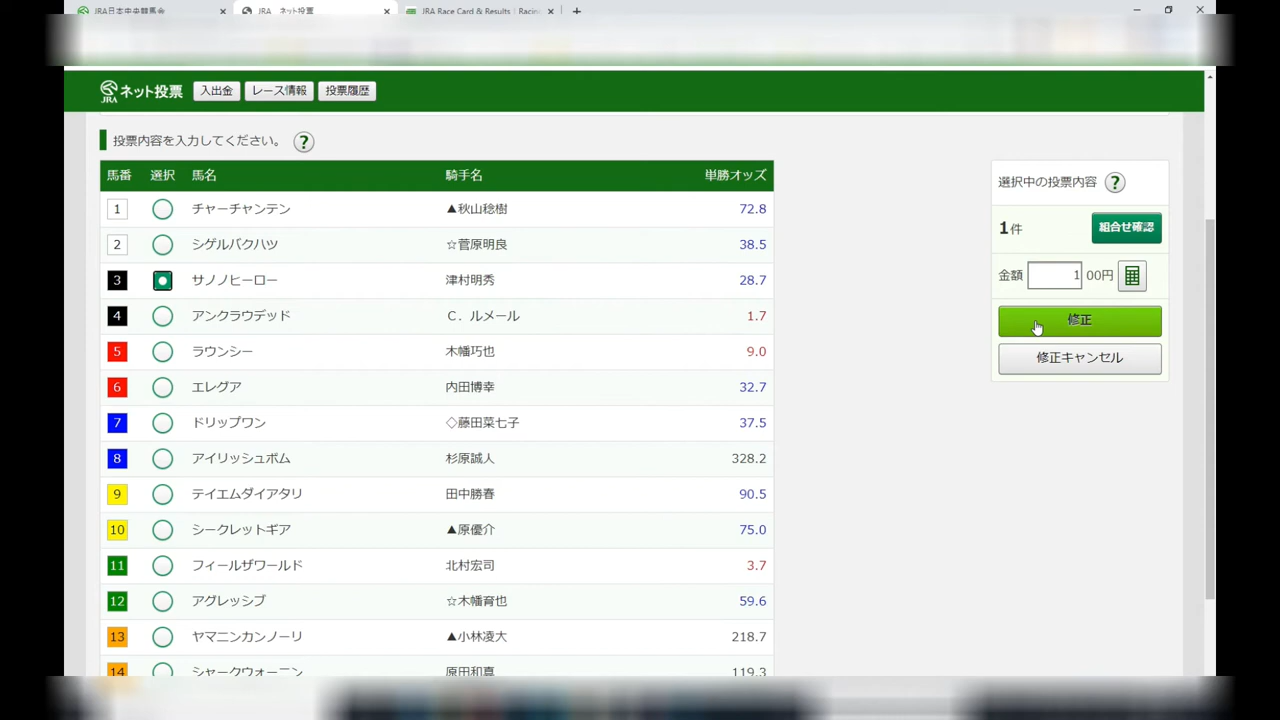 JRA日本中央競馬会 JRA ネット投票 JRA Race Card & Results | Racin
JRA ネット投票 入出金 レース情報 投票履歴
投票内容を入力してください。 ?
馬番 選択 馬名 騎手名 単勝オッズ
1 チャーチャンテン ▲秋山稔樹 72.8
2 シゲルバクハツ ☆菅原明良 38.5
3 サノノヒーロー 津村明秀 28.7
4 アンクラウデッド C．ルメール 1.7
5 ラウンシー 木幡巧也 9.0
6 エレグア 内田博幸 32.7
7 ドリップワン ◇藤田菜七子 37.5
8 アイリッシュボム 杉原誠人 328.2
9 テイエムダイアタリ 田中勝春 90.5
10 シークレットギア ▲原優介 75.0
11 フィールザワールド 北村宏司 3.7
12 アグレッシブ ☆木幡育也 59.6
13 ヤマニンカンノーリ ▲小林凌大 218.7
14 シャークウォーニン 原田和真 119.3
選択中の投票内容 ?
1件 組合せ確認
金額 1 00円
修正
修正キャンセル